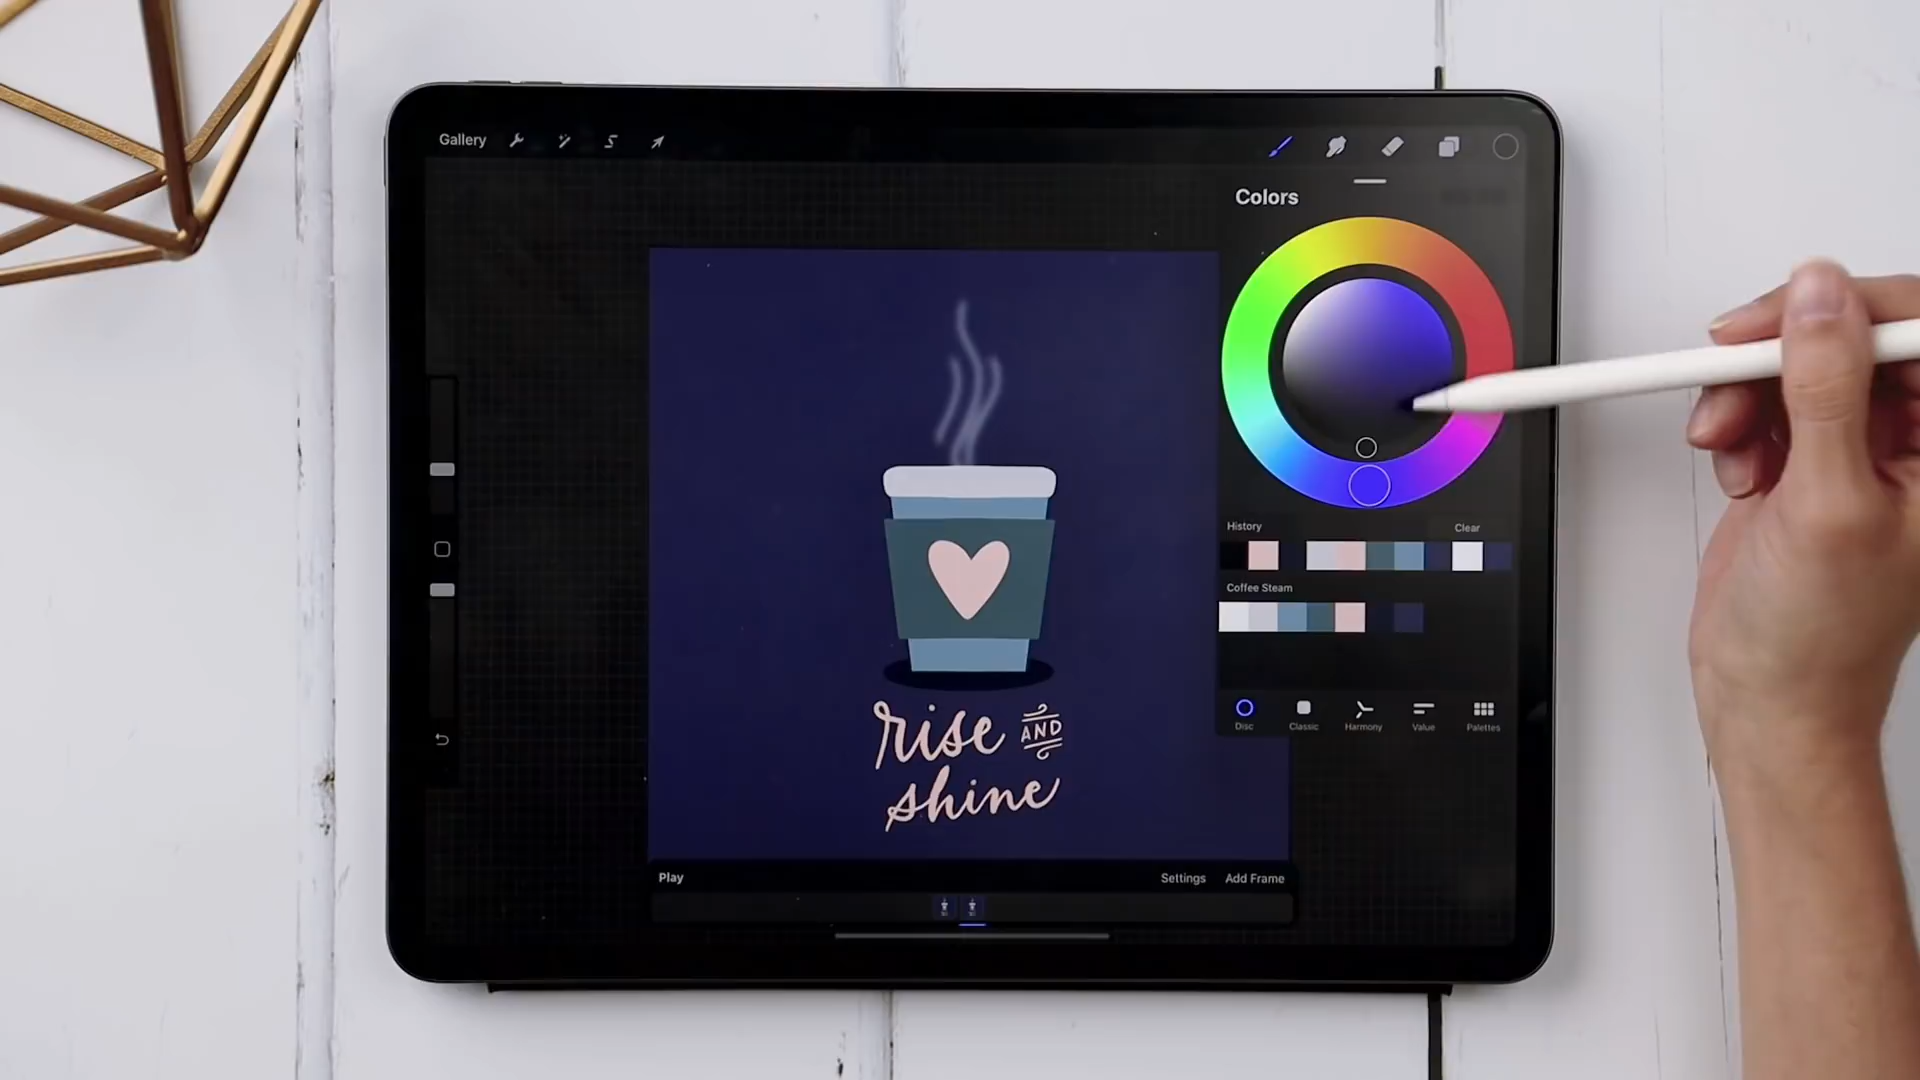 Gallery
Colors
History Clear
Coffee Steam
Disc Classic Harmony Value Palettes
rise AND
shine
Play Settings Add Frame